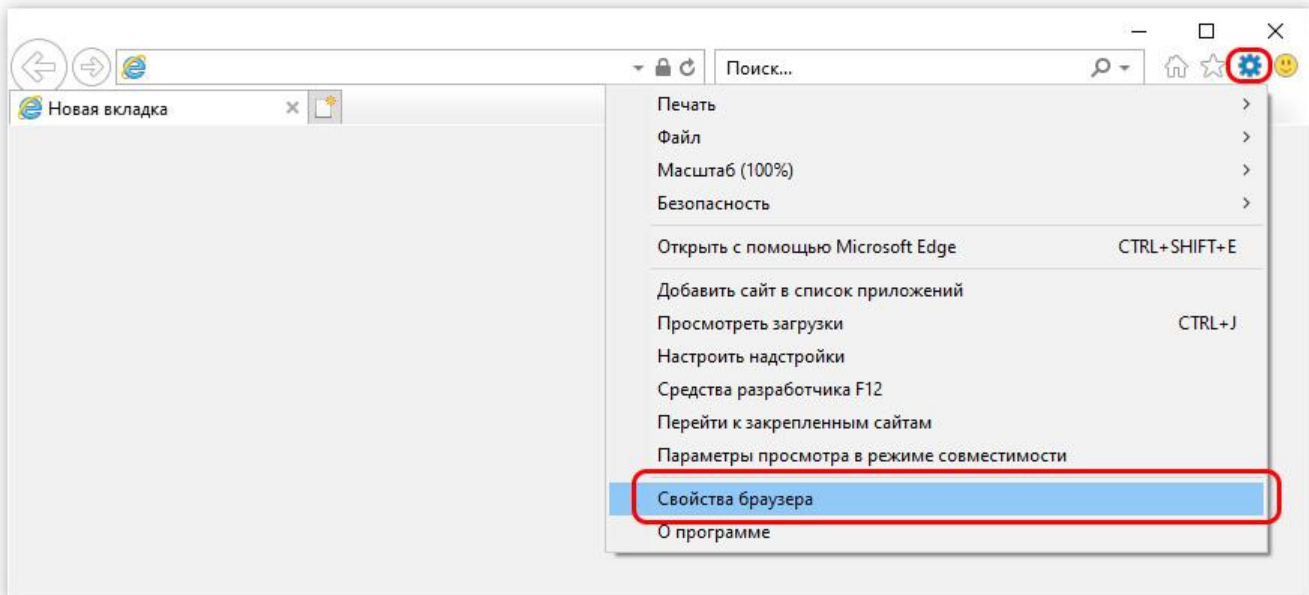 Поиск...
Новая вкладка
Печать
Файл
Масштаб (100%)
Безопасность
Открыть с помощью Microsoft Edge CTRL+SHIFT+E
Добавить сайт в список приложений
Просмотреть загрузки CTRL+J
Настроить надстройки
Средства разработчика F12
Перейти к закрепленным сайтам
Параметры просмотра в режиме совместимости
Свойства браузера
О программе